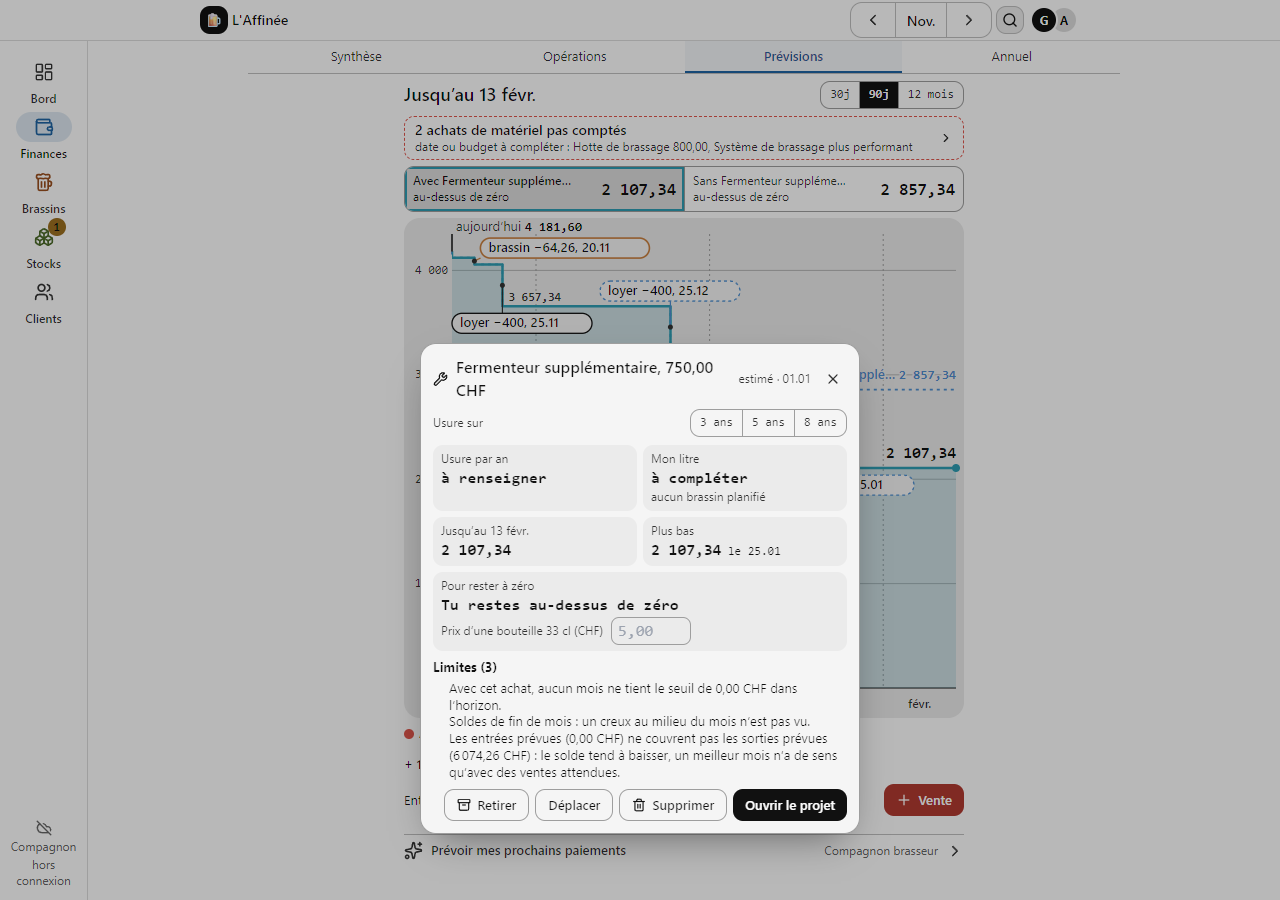 L'Affinée
Nov.
G
A
Synthèse
Opérations
Prévisions
Annuel
Bord
Finances
Brassins
1
Stocks
Clients
Compagnon
hors
connexion
Jusqu'au 13 févr.
30j
90j
12 mois
2 achats de matériel pas comptés
date ou budget à compléter : Hotte de brassage 800,00, Système de brassage plus performant
Avec Fermenteur suppléme...
au-dessus de zéro
2 107,34
Sans Fermenteur suppléme...
au-dessus de zéro
2 857,34
aujourd'hui 4 181,60
brassin −64,26, 20.11
4 000
loyer −400, 25.12
3 657,34
loyer −400, 25.11
3
pplé... 2 857,34
2 107,34
2
5.01
1
févr.
Fermenteur supplémentaire, 750,00
CHF
estimé · 01.01
Usure sur
3 ans
5 ans
8 ans
Usure par an
à renseigner
Mon litre
à compléter
aucun brassin planifié
Jusqu'au 13 févr.
2 107,34
Plus bas
2 107,34 le 25.01
Pour rester à zéro
Tu restes au-dessus de zéro
Prix d'une bouteille 33 cl (CHF)
5,00
Limites (3)
Avec cet achat, aucun mois ne tient le seuil de 0,00 CHF dans
l'horizon.
Soldes de fin de mois : un creux au milieu du mois n'est pas vu.
Les entrées prévues (0,00 CHF) ne couvrent pas les sorties prévues
(6 074,26 CHF) : le solde tend à baisser, un meilleur mois n'a de sens
qu'avec des ventes attendues.
Retirer
Déplacer
Supprimer
Ouvrir le projet
+ 1
Ent
Vente
Prévoir mes prochains paiements
Compagnon brasseur